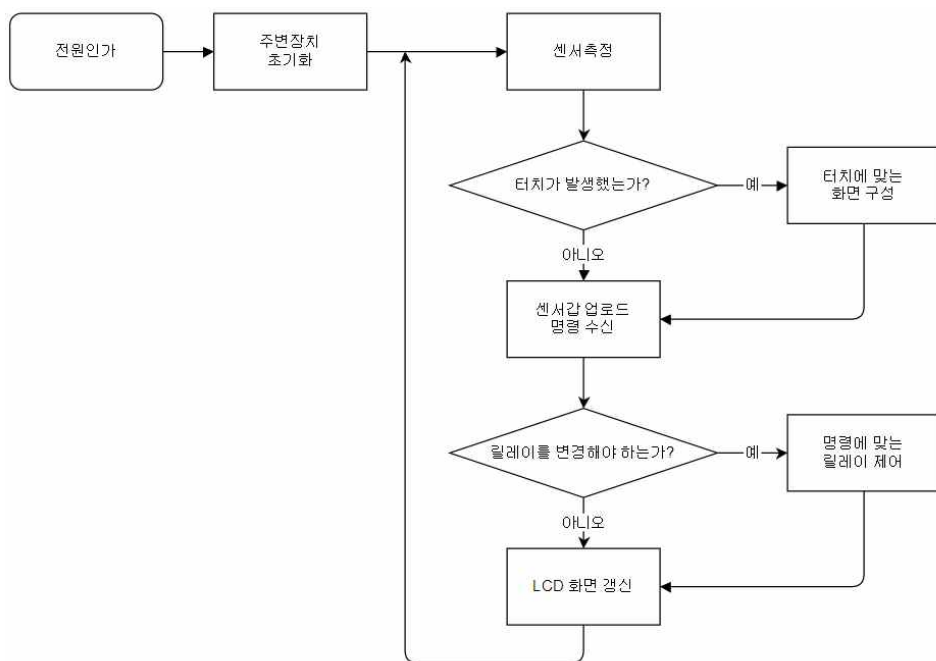 전원인가
주변장치
초기화
센서측정
터치가 발생했는가?
예
터치에 맞는
화면 구성
아니오
센서값 업로드
명령 수신
릴레이를 변경해야 하는가?
예
명령에 맞는
릴레이 제어
아니오
LCD 화면 갱신